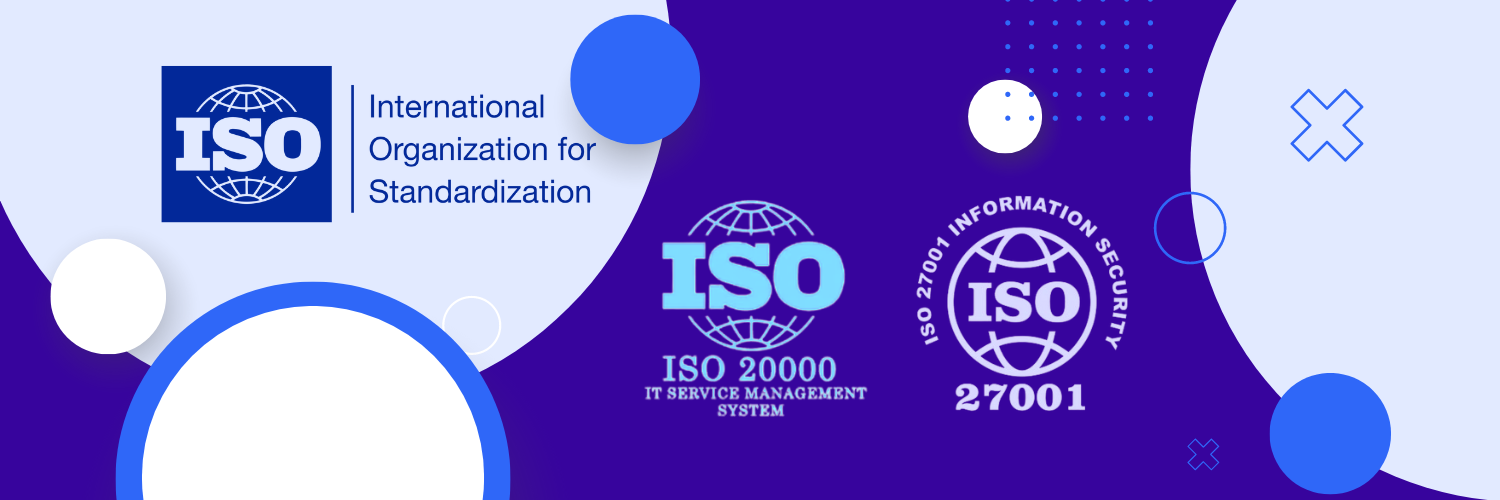 ISO
International
Organization for
Standardization
ISO
ISO 20000
IT SERVICE MANAGEMENT
SYSTEM
ISO 27001 INFORMATION SECURITY
ISO
27001